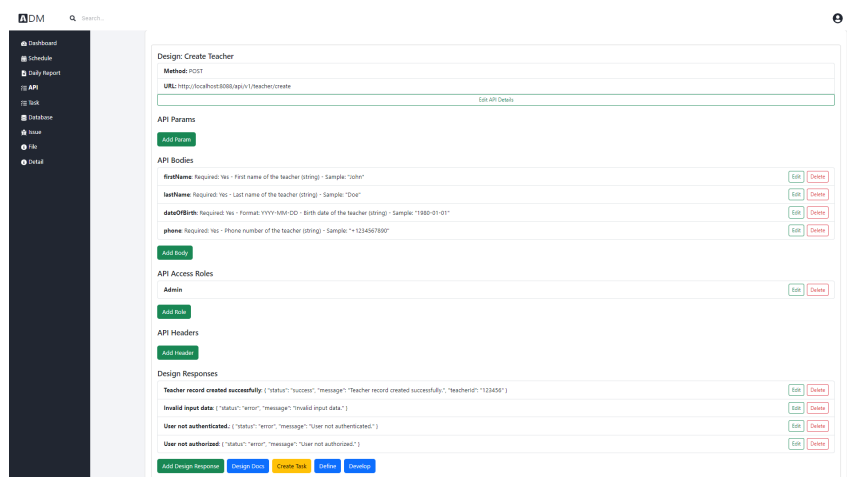 ADM
Search...
Dashboard
Schedule
Daily Report
API
Task
Database
Issue
File
Detail
Design: Create Teacher
Method: POST
URL: http://localhost:8088/api/v1/teacher/create
Edit API Details
API Params
Add Param
API Bodies
firstName: Required: Yes - First name of the teacher (string) - Sample: "John"
Edit Delete
lastName: Required: Yes - Last name of the teacher (string) - Sample: "Doe"
Edit Delete
dateOfBirth: Required: Yes - Format: YYYY-MM-DD - Birth date of the teacher (string) - Sample: "1980-01-01"
Edit Delete
phone: Required: Yes - Phone number of the teacher (string) - Sample: "+1234567890"
Edit Delete
Add Body
API Access Roles
Admin
Edit Delete
Add Role
API Headers
Add Header
Design Responses
Teacher record created successfully: { "status": "success", "message": "Teacher record created successfully.", "teacherId": "123456" }
Edit Delete
Invalid input data: { "status": "error", "message": "Invalid input data." }
Edit Delete
User not authenticated.: { "status": "error", "message": "User not authenticated." }
Edit Delete
User not authorized: { "status": "error", "message": "User not authorized." }
Edit Delete
Add Design Response Design Docs Create Task Define Develop